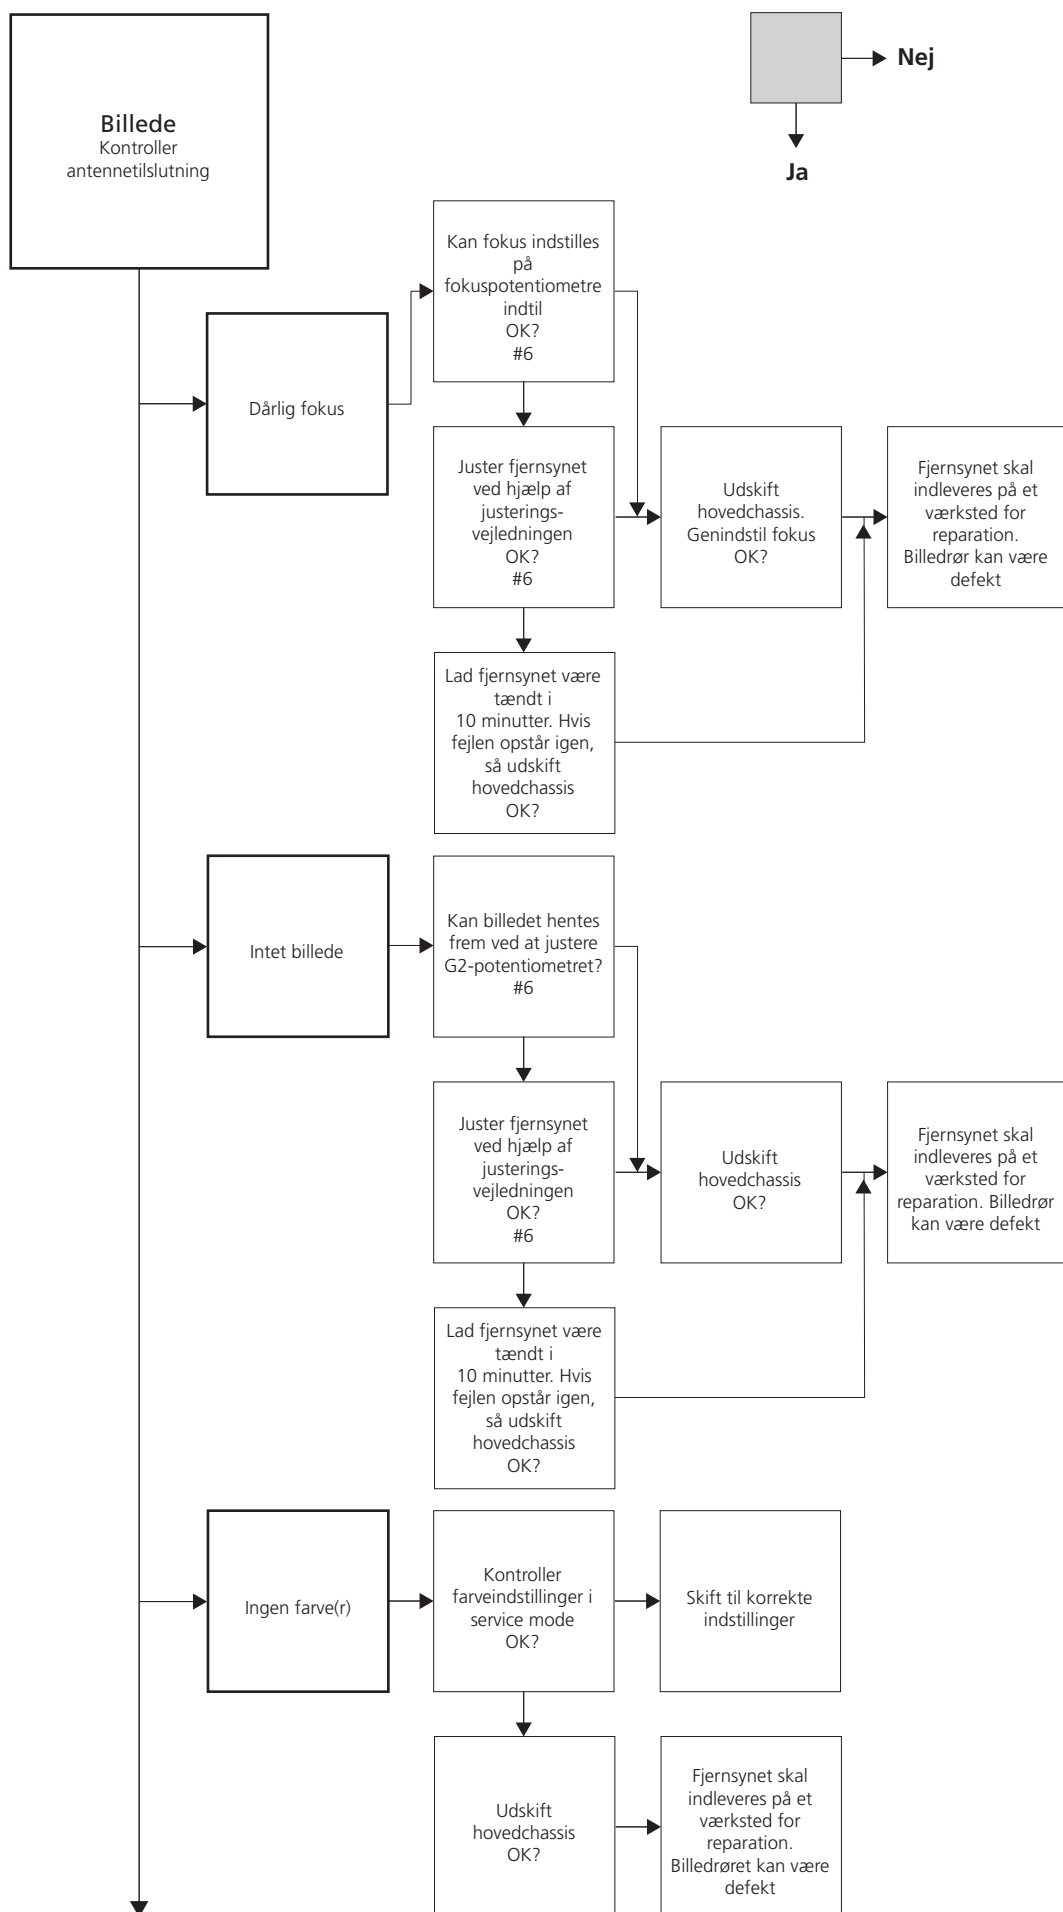 Billede
Kontroller
antennetilslutning
Nej
Ja
Kan fokus indstilles
på
fokuspotentiometre
indtil
OK?
#6
Dårlig fokus
Juster fjernsynet
ved hjælp af
justerings-
vejledningen
OK?
#6
Udskift
hovedchassis.
Genindstil fokus
OK?
Fjernsynet skal
indleveres på et
værksted for
reparation.
Billedrør kan være
defekt
Lad fjernsynet være
tændt i
10 minutter. Hvis
fejlen opstår igen,
så udskift
hovedchassis
OK?
Intet billede
Kan billedet hentes
frem ved at justere
G2-potentiometret?
#6
Juster fjernsynet
ved hjælp af
justerings-
vejledningen
OK?
#6
Udskift
hovedchassis
OK?
Fjernsynet skal
indleveres på et
værksted for
reparation. Billedrør
kan være defekt
Lad fjernsynet være
tændt i
10 minutter. Hvis
fejlen opstår igen,
så udskift
hovedchassis
OK?
Ingen farve(r)
Kontroller
farveindstillinger i
service mode
OK?
Skift til korrekte
indstillinger
Udskift
hovedchassis
OK?
Fjernsynet skal
indleveres på et
værksted for
reparation.
Billedrøret kan være
defekt